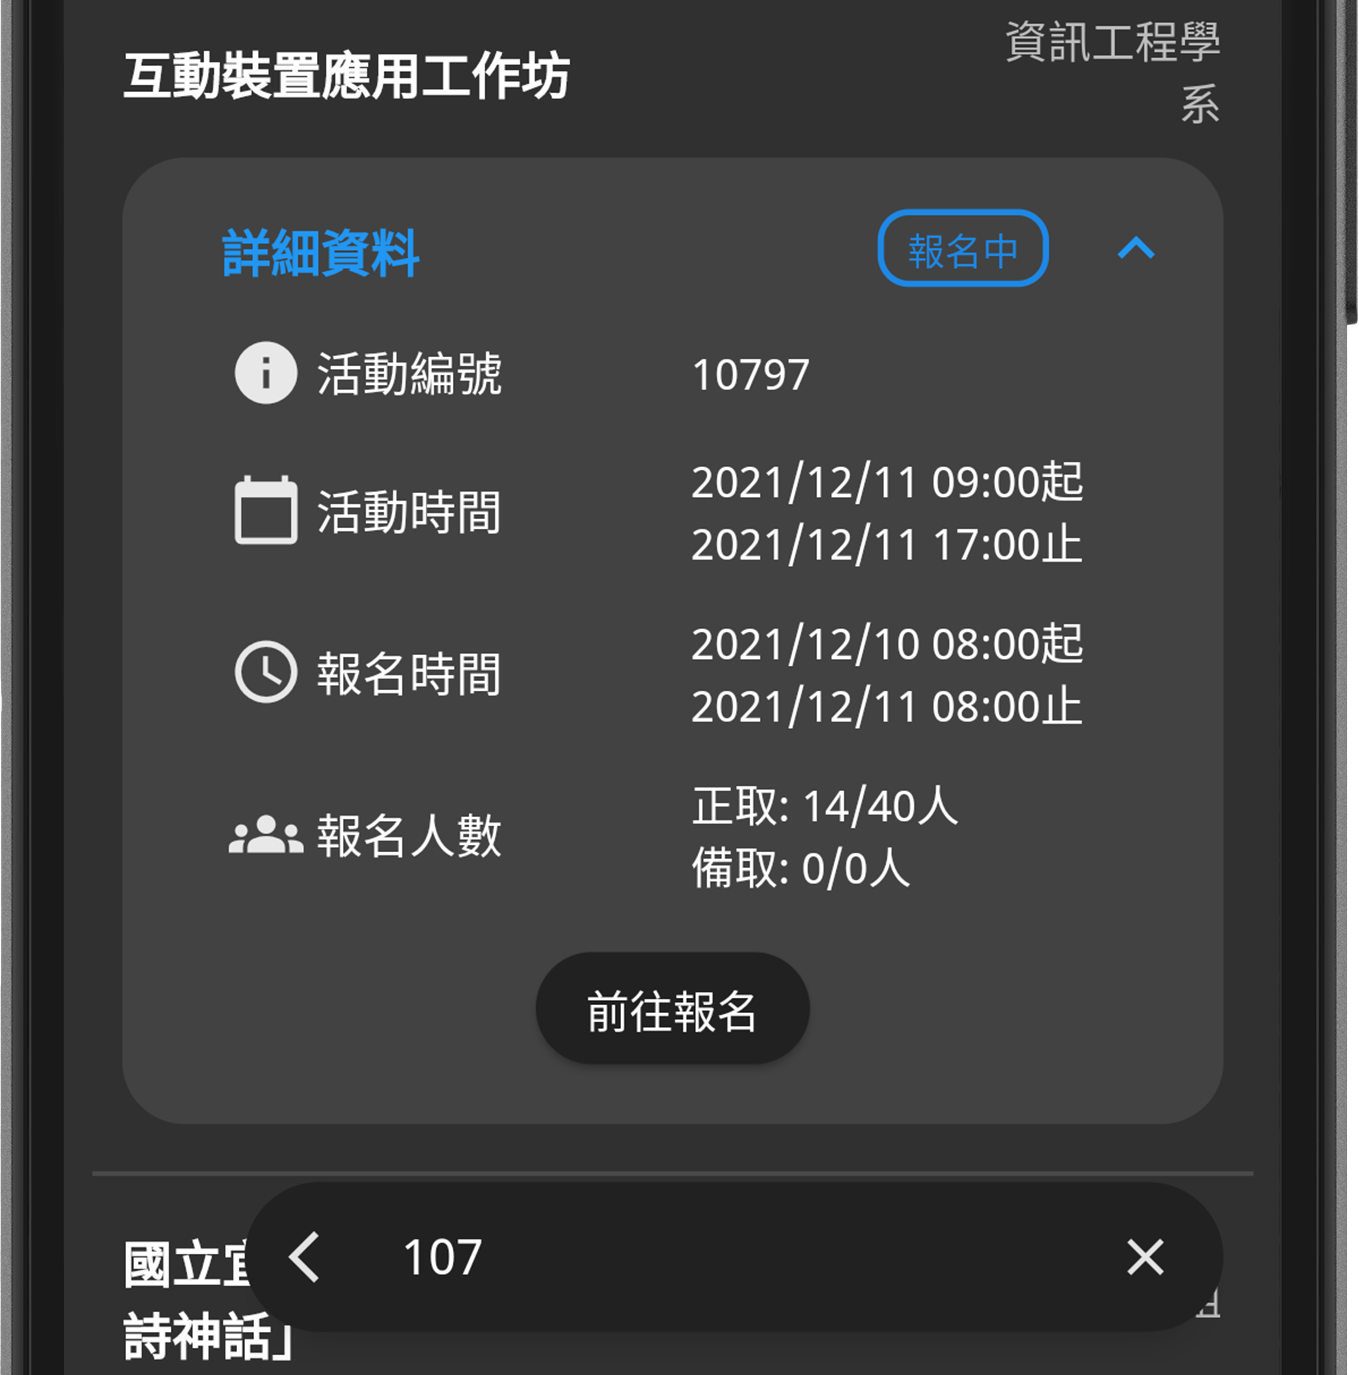 互動裝置應用工作坊
資訊工程學
系
詳細資料
報名中
活動編號
10797
活動時間
2021/12/11 09:00起
2021/12/11 17:00止
報名時間
2021/12/10 08:00起
2021/12/11 08:00止
報名人數
正取: 14/40人
備取: 0/0人
前往報名
國立宜
詩神話」
107